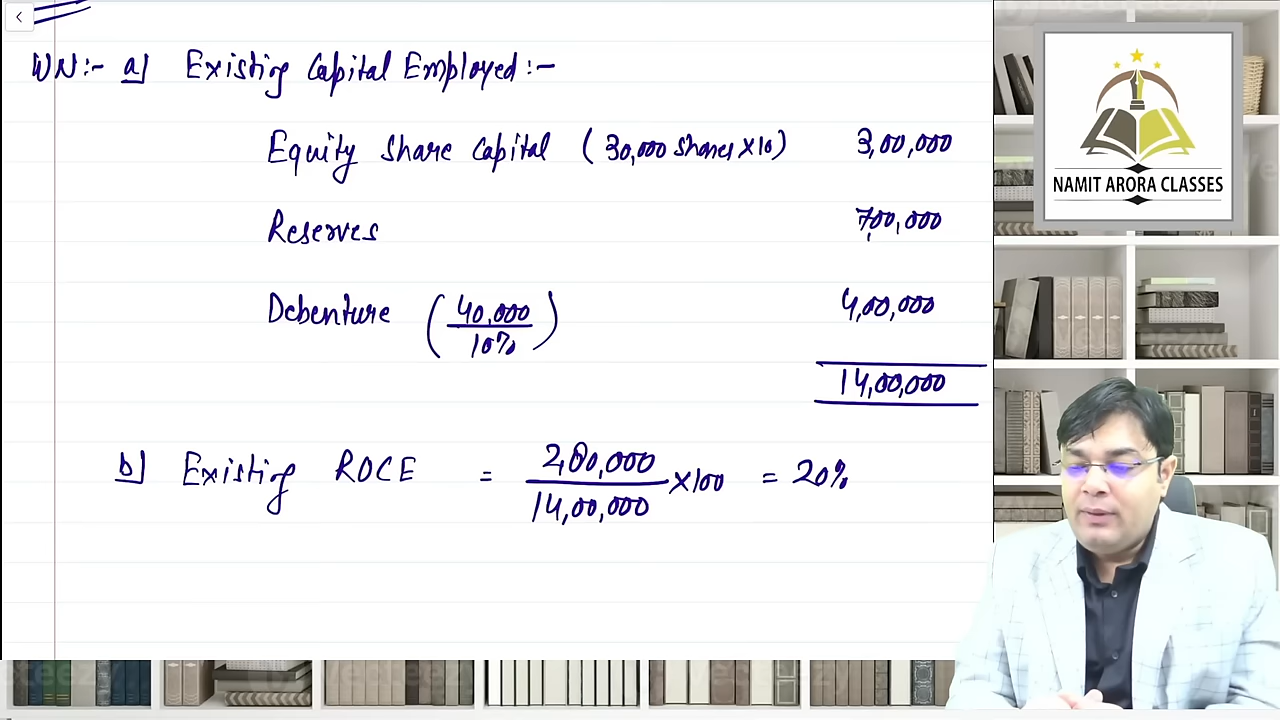 WN:- a] Existing Capital Employed :-
Equity Share Capital (30,000 shares x10) 3,00,000
Reserves 7,00,000
Debenture (40,000 / 10%) 4,00,000
14,00,000
b] Existing ROCE = 2,80,000 / 14,00,000 x100 = 20%
NAMIT ARORA CLASSES